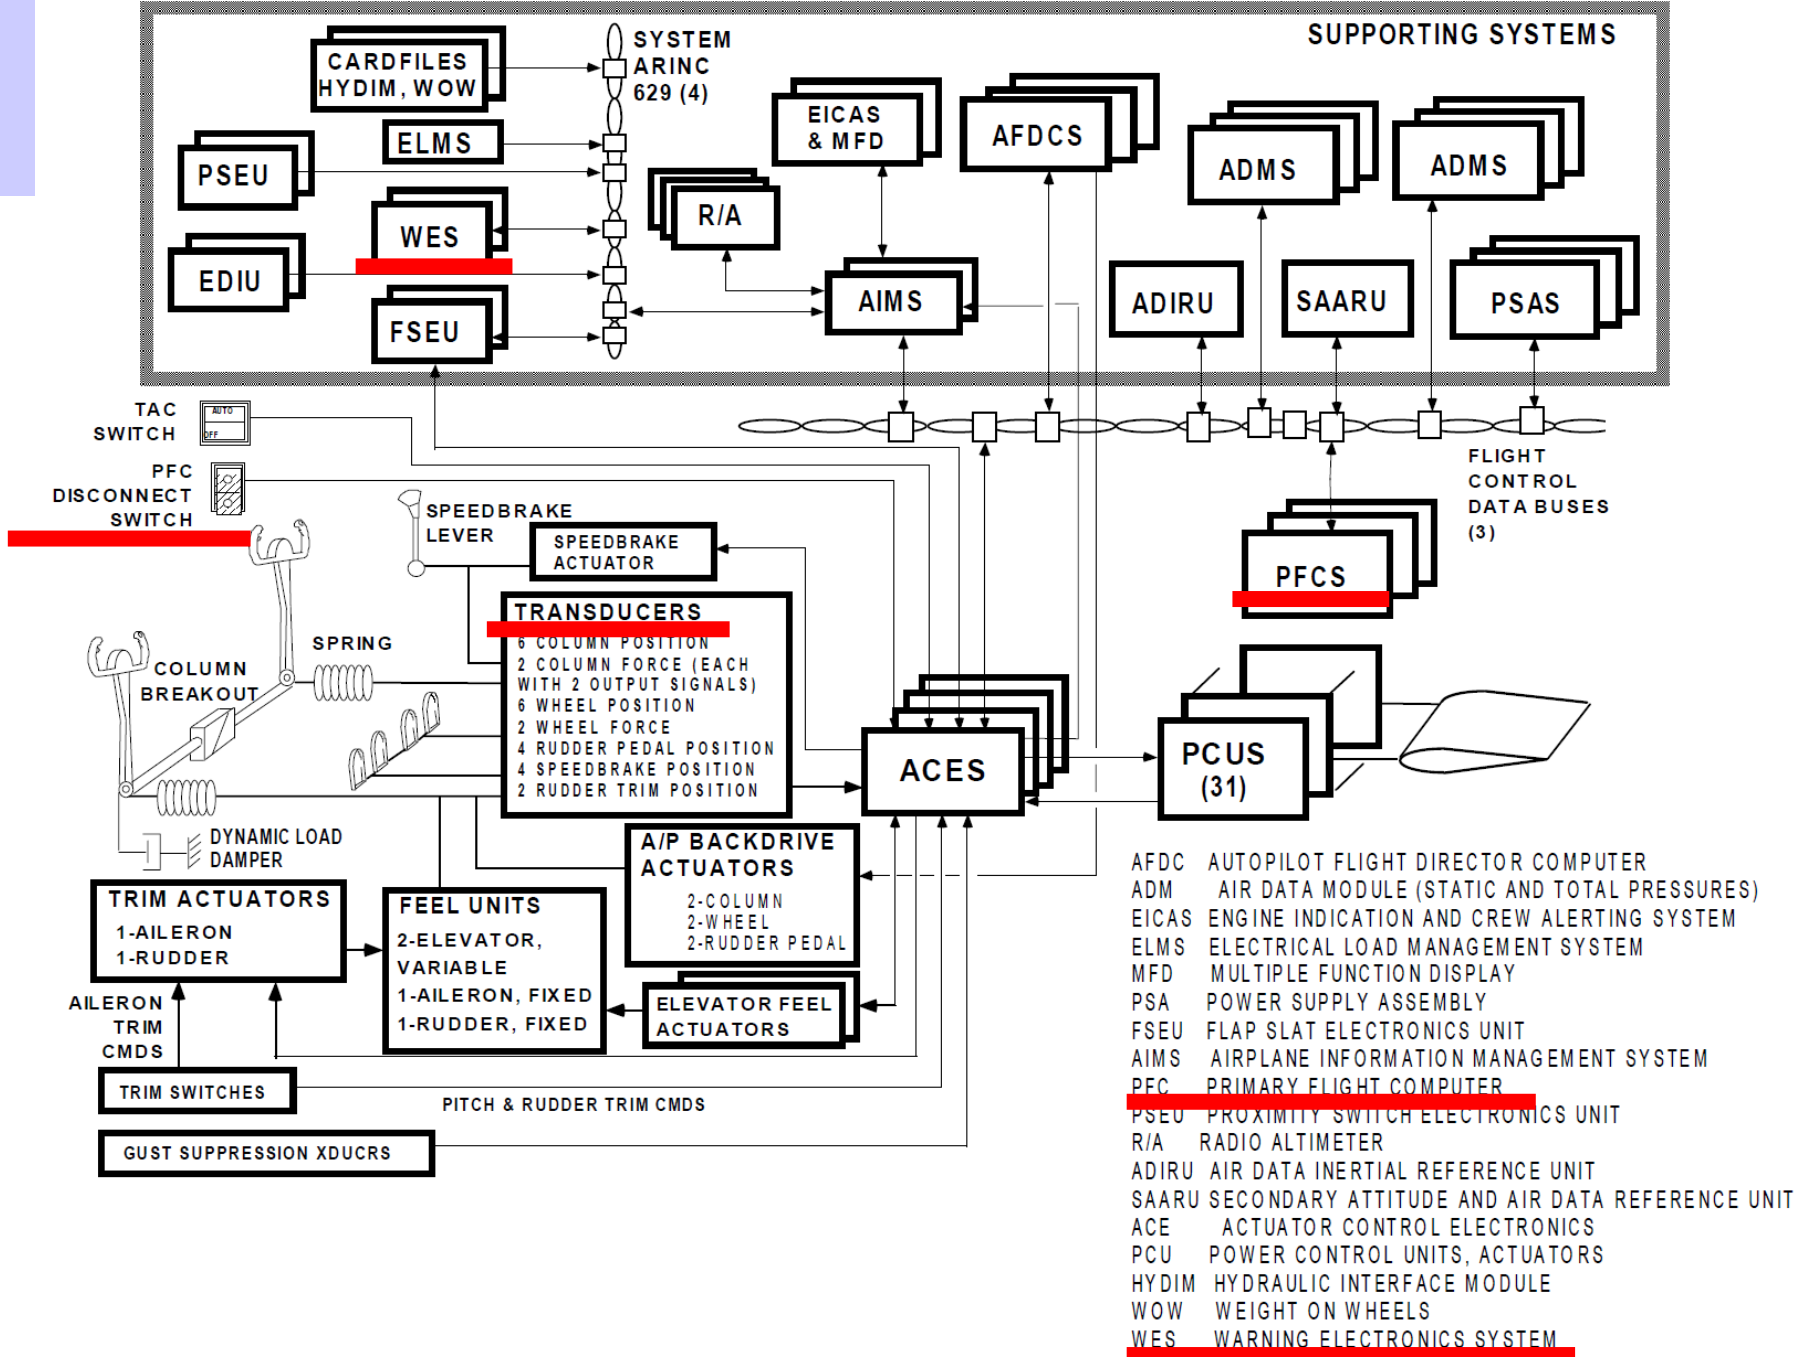 SUPPORTING SYSTEMS
CARDFILES
HYDIM, WOW
SYSTEM
ARINC
629 (4)
ELMS
PSEU
WES
EDIU
FSEU
EICAS
& MFD
R/A
AIMS
AFDCS
ADMS
ADMS
ADIRU
SAARU
PSAS
TAC
SWITCH
AUTO
OFF
PFC
DISCONNECT
SWITCH
FLIGHT
CONTROL
DATA BUSES
(3)
PFCS
SPEEDBRAKE
LEVER
SPEEDBRAKE
ACTUATOR
SPRING
COLUMN
BREAKOUT
TRANSDUCERS
6 COLUMN POSITION
2 COLUMN FORCE (EACH
WITH 2 OUTPUT SIGNALS)
6 WHEEL POSITION
2 WHEEL FORCE
4 RUDDER PEDAL POSITION
4 SPEEDBRAKE POSITION
2 RUDDER TRIM POSITION
ACES
PCUS
(31)
DYNAMIC LOAD
DAMPER
A/P BACKDRIVE
ACTUATORS
2-COLUMN
2-WHEEL
2-RUDDER PEDAL
TRIM ACTUATORS
1-AILERON
1-RUDDER
FEEL UNITS
2-ELEVATOR,
VARIABLE
1-AILERON, FIXED
1-RUDDER, FIXED
ELEVATOR FEEL
ACTUATORS
AILERON
TRIM
CMDS
TRIM SWITCHES
PITCH & RUDDER TRIM CMDS
GUST SUPPRESSION XDUCRS
AFDC AUTOPILOT FLIGHT DIRECTOR COMPUTER
ADM AIR DATA MODULE (STATIC AND TOTAL PRESSURES)
EICAS ENGINE INDICATION AND CREW ALERTING SYSTEM
ELMS ELECTRICAL LOAD MANAGEMENT SYSTEM
MFD MULTIPLE FUNCTION DISPLAY
PSA POWER SUPPLY ASSEMBLY
FSEU FLAP SLAT ELECTRONICS UNIT
AIMS AIRPLANE INFORMATION MANAGEMENT SYSTEM
PFC PRIMARY FLIGHT COMPUTER
PSEU PROXIMITY SWITCH ELECTRONICS UNIT
R/A RADIO ALTIMETER
ADIRU AIR DATA INERTIAL REFERENCE UNIT
SAARU SECONDARY ATTITUDE AND AIR DATA REFERENCE UNIT
ACE ACTUATOR CONTROL ELECTRONICS
PCU POWER CONTROL UNITS, ACTUATORS
HYDIM HYDRAULIC INTERFACE MODULE
WOW WEIGHT ON WHEELS
WES WARNING ELECTRONICS SYSTEM